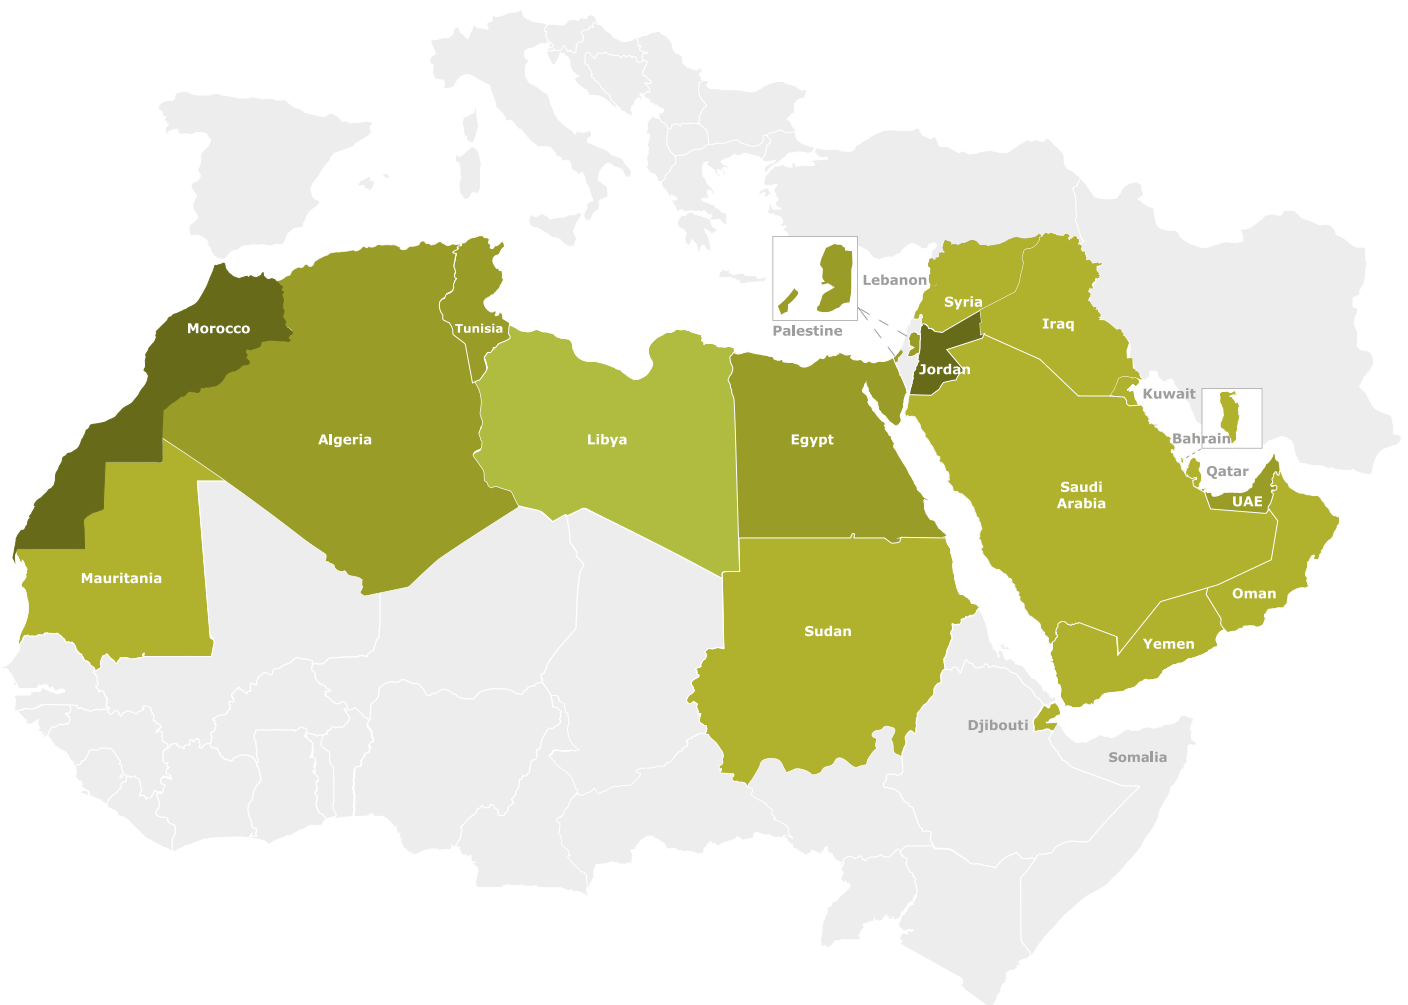 Lebanon
Syria
Morocco
Tunisia
Palestine
Iraq
Jordan
Kuwait
Algeria
Libya
Egypt
Bahrain
Qatar
Saudi
Arabia
UAE
Mauritania
Oman
Sudan
Yemen
Djibouti
Somalia